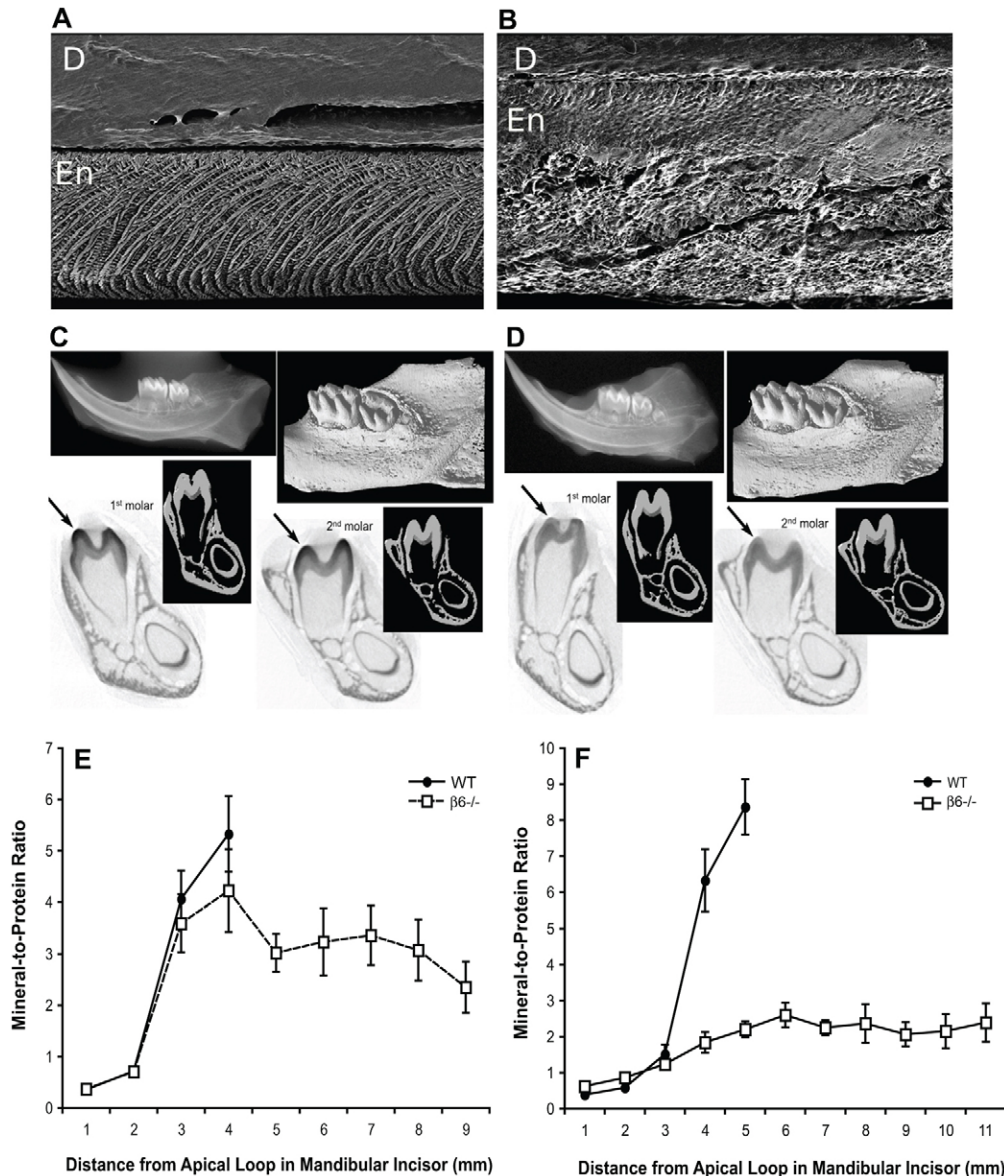 A
B
D
En
D
En
C
D
1st molar
2nd molar
1st molar
2nd molar
E
7
6
5
4
3
2
1
0
Mineral-to-Protein Ratio
WT
β6-/-
1 2 3 4 5 6 7 8 9
Distance from Apical Loop in Mandibular Incisor (mm)
F
10
9
8
7
6
5
4
3
2
1
0
Mineral-to-Protein Ratio
WT
β6-/-
1 2 3 4 5 6 7 8 9 10 11
Distance from Apical Loop in Mandibular Incisor (mm)